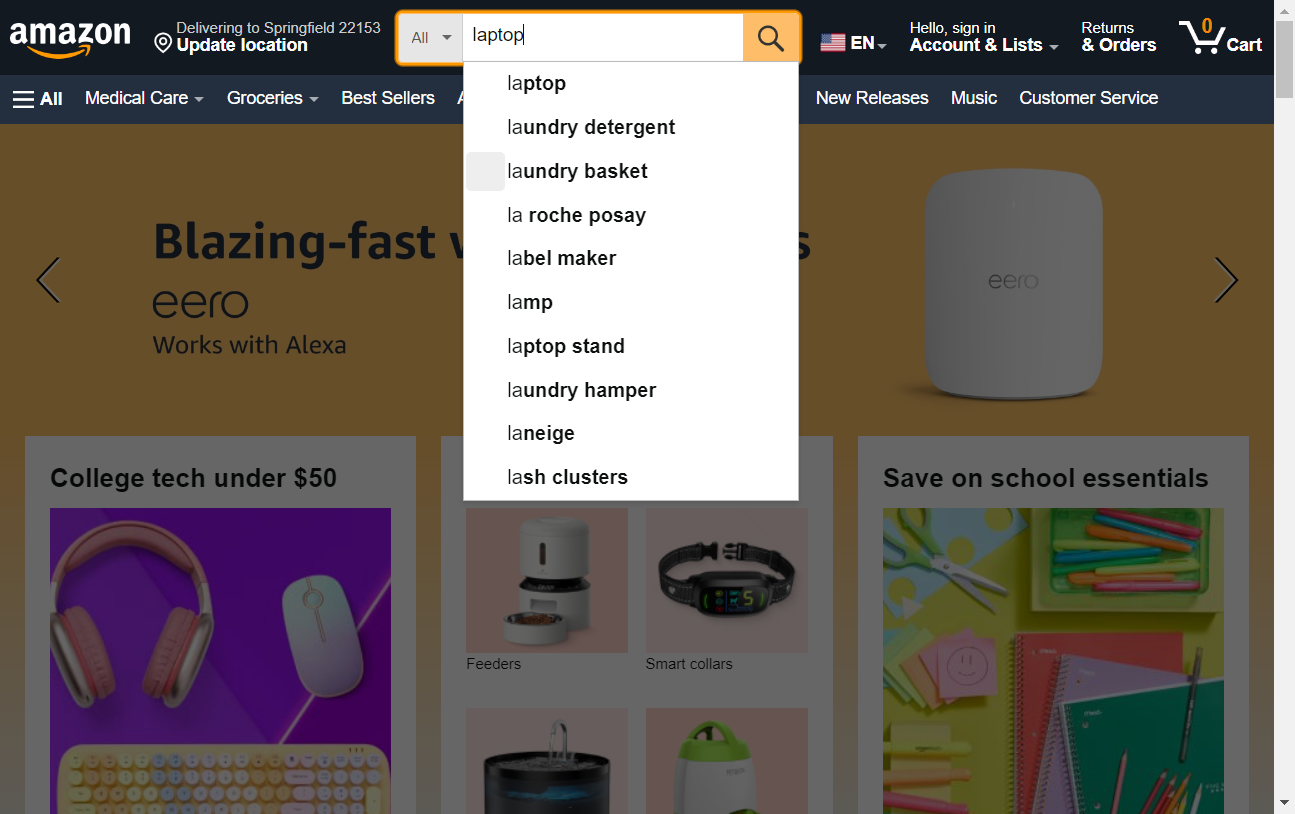 amazon
Delivering to Springfield 22153
Update location
All
laptop
EN
Hello, sign in
Account & Lists
Returns
& Orders
0
Cart
All
Medical Care
Groceries
Best Sellers
New Releases
Music
Customer Service
laptop
laundry detergent
laundry basket
la roche posay
label maker
lamp
laptop stand
laundry hamper
laneige
lash clusters
Blazing-fast
eero
Works with Alexa
eero
College tech under $50
Save on school essentials
Feeders
Smart collars
5